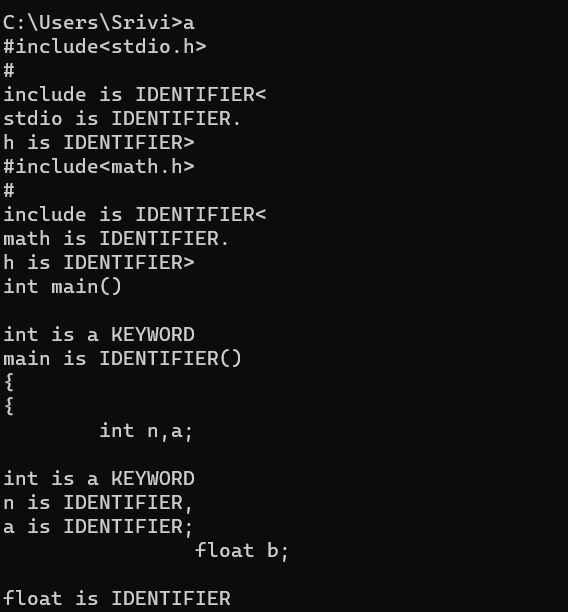 C:\Users\Srivi>a
#include<stdio.h>
#
include is IDENTIFIER<
stdio is IDENTIFIER.
h is IDENTIFIER>
#include<math.h>
#
include is IDENTIFIER<
math is IDENTIFIER.
h is IDENTIFIER>
int main()
int is a KEYWORD
main is IDENTIFIER()
{
{
int n,a;
int is a KEYWORD
n is IDENTIFIER,
a is IDENTIFIER;
float b;
float is IDENTIFIER